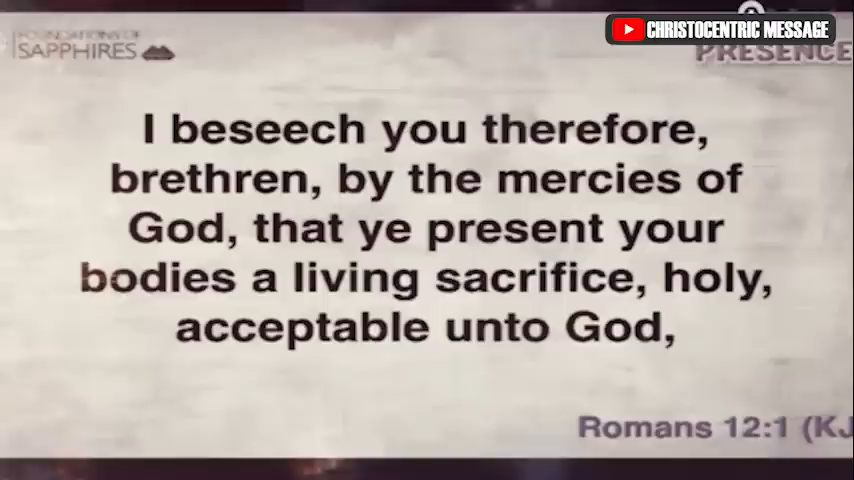 CHRISTOCENTRIC MESSAGE
FOUNDATIONS OF
SAPPHIRES
PRESENCE
I beseech you therefore,
brethren, by the mercies of
God, that ye present your
bodies a living sacrifice, holy,
acceptable unto God,
Romans 12:1 (KJ